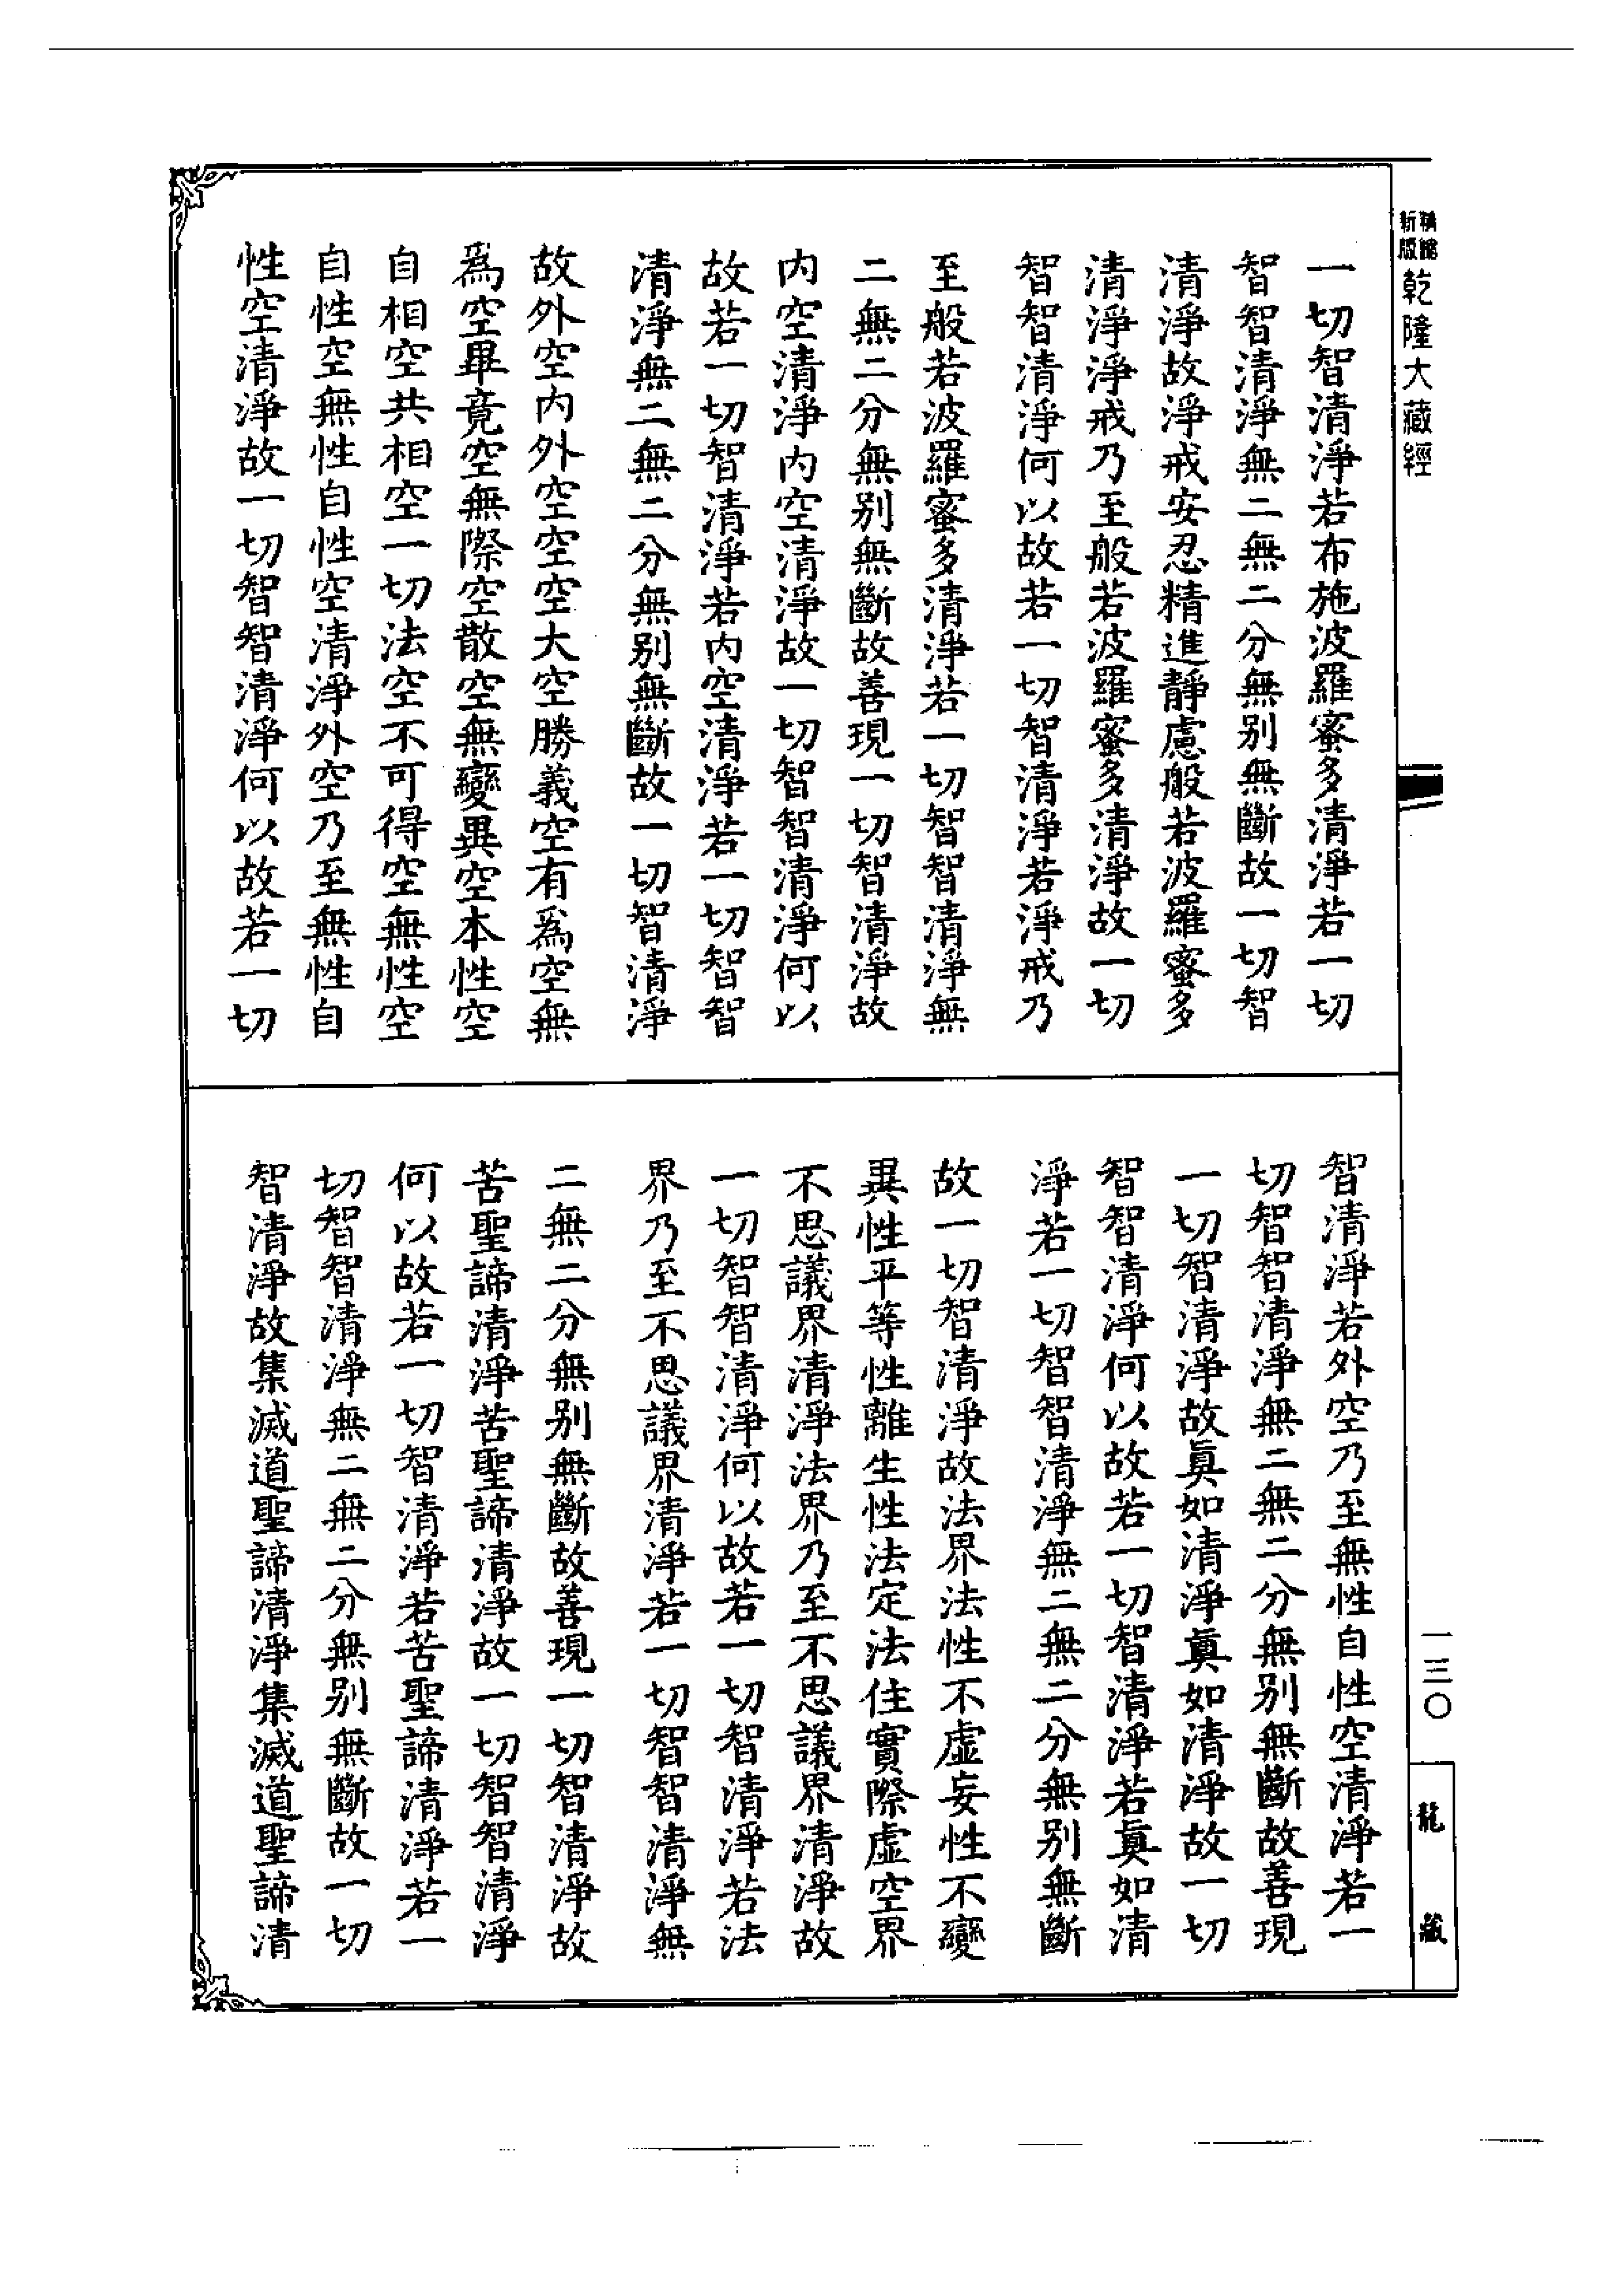 新版
精縮
乾隆大藏經
一切智清淨若布施波羅蜜多清淨若一切
智智清淨無二無二分無別無斷故一切智
清淨故淨戒安忍精進靜慮般若波羅蜜多
清淨淨戒乃至般若波羅蜜多清淨故一切
智智清淨何以故若一切智清淨若淨戒乃
至般若波羅蜜多清淨若一切智智清淨無
二無二分無別無斷故善現一切智清淨故
內空清淨內空清淨故一切智智清淨何以
故若一切智清淨若內空清淨若一切智智
清淨無二無二分無別無斷故一切智清淨
故外空內外空空空大空勝義空有爲空無
爲空畢竟空無際空散空無變異空本性空
自相空共相空一切法空不可得空無性空
自性空無性自性空清淨外空乃至無性自
性空清淨故一切智智清淨何以故若一切
智清淨若外空乃至無性自性空清淨若一
切智智清淨無二無二分無別無斷故善現
一切智清淨故眞如清淨眞如清淨故一切
智智清淨何以故若一切智清淨若眞如清
淨若一切智智清淨無二無二分無別無斷
故一切智清淨故法界法性不虛妄性不變
異性平等性離生性法定法住實際虛空界
不思議界清淨法界乃至不思議界清淨故
一切智智清淨何以故若一切智清淨若法
界乃至不思議界清淨若一切智智清淨無
二無二分無別無斷故善現一切智清淨故
苦聖諦清淨苦聖諦清淨故一切智智清淨
何以故若一切智清淨若苦聖諦清淨若一
切智智清淨無二無二分無別無斷故一切
智清淨故集滅道聖諦清淨集滅道聖諦清
一三〇
龍藏